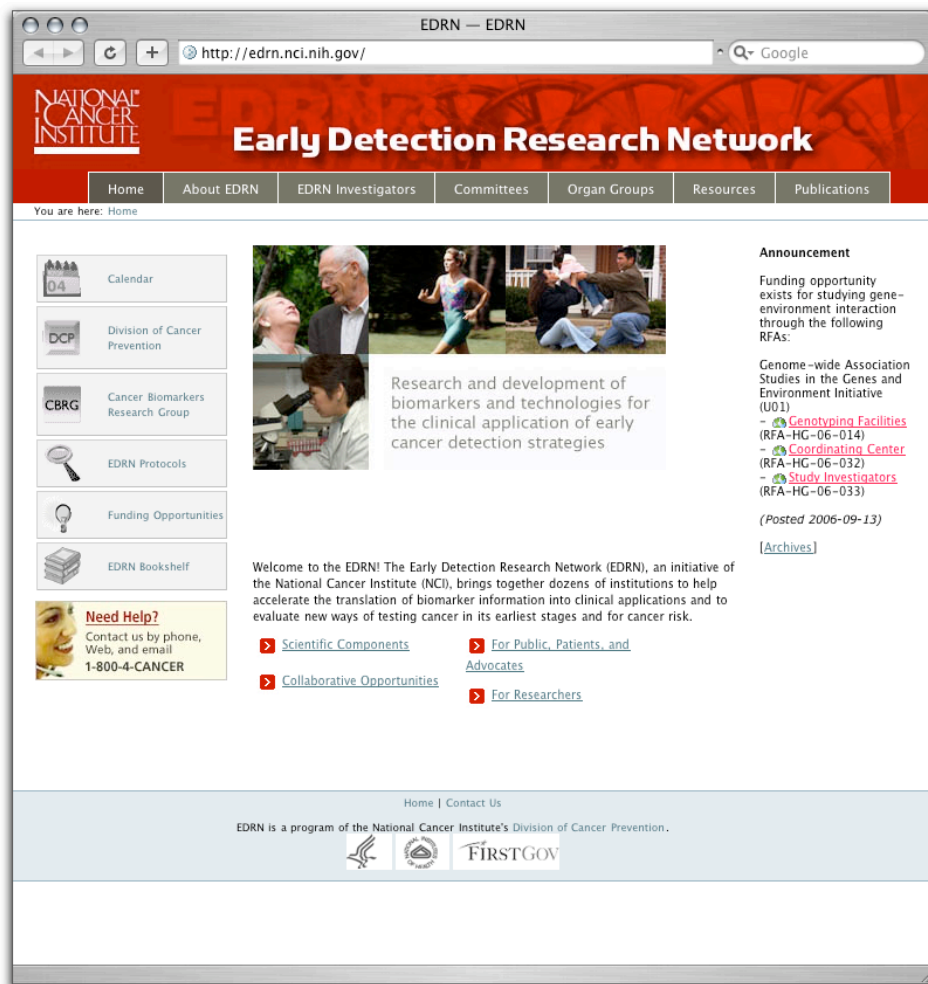 EDRN — EDRN
http://edrn.nci.nih.gov/
Google
NATIONAL
CANCER
INSTITUTE
EDRN
Early Detection Research Network
Home
About EDRN
EDRN Investigators
Committees
Organ Groups
Resources
Publications
You are here: Home
04
Calendar
DCP
Division of Cancer
Prevention
CBRG
Cancer Biomarkers
Research Group
EDRN Protocols
Funding Opportunities
EDRN Bookshelf
Need Help?
Contact us by phone,
Web, and email
1-800-4-CANCER
Research and development of
biomarkers and technologies for
the clinical application of early
cancer detection strategies
Welcome to the EDRN! The Early Detection Research Network (EDRN), an initiative of
the National Cancer Institute (NCI), brings together dozens of institutions to help
accelerate the translation of biomarker information into clinical applications and to
evaluate new ways of testing cancer in its earliest stages and for cancer risk.
Scientific Components
Collaborative Opportunities
For Public, Patients, and
Advocates
For Researchers
Announcement
Funding opportunity
exists for studying gene-
environment interaction
through the following
RFAs:
Genome-wide Association
Studies in the Genes and
Environment Initiative
(U01)
- Genotyping Facilities
(RFA-HG-06-014)
- Coordinating Center
(RFA-HG-06-032)
- Study Investigators
(RFA-HG-06-033)
(Posted 2006-09-13)
[Archives]
Home | Contact Us
EDRN is a program of the National Cancer Institute's Division of Cancer Prevention.
FIRSTGOV